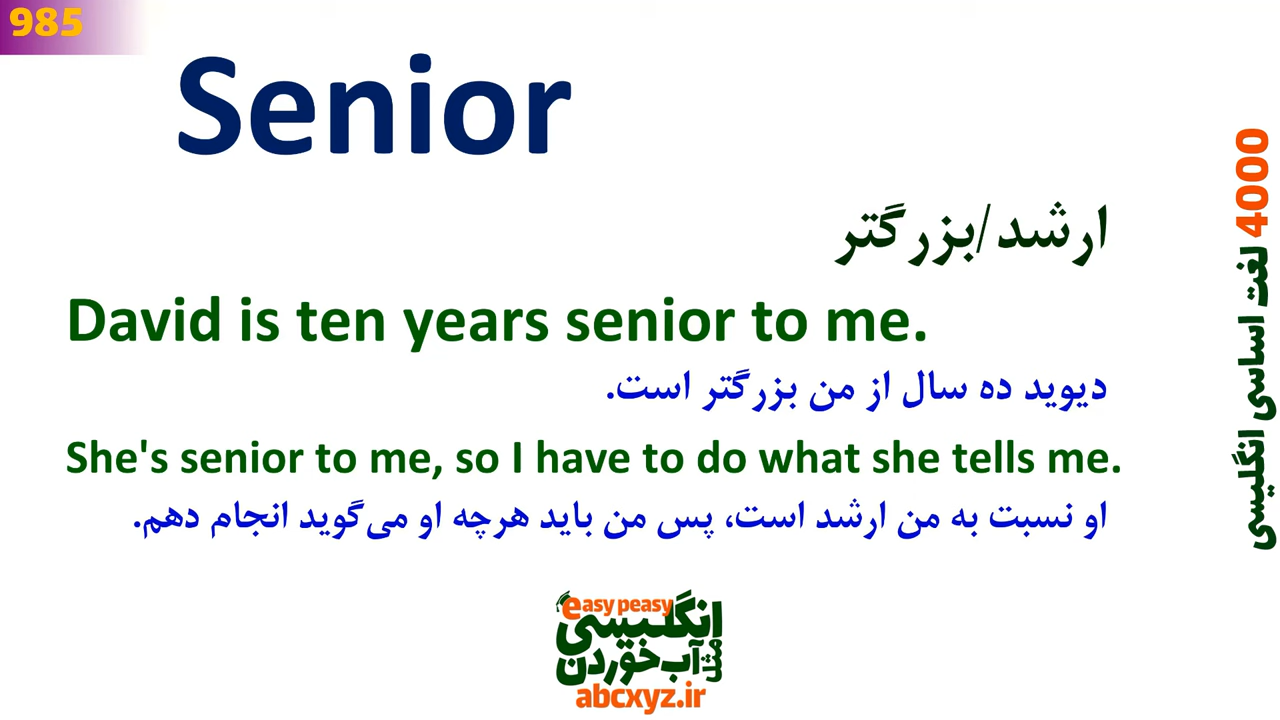 985
Senior
ارشد/بزرگتر
David is ten years senior to me.
دیوید ده سال از من بزرگتر است.
She's senior to me, so I have to do what she tells me.
او نسبت به من ارشد است، پس من باید هرچه او می‌گوید انجام دهم.
4000 لغت اساسی انگلیسی
easy peasy
انگلیسی
مثل آب خوردن
abcxyz.ir